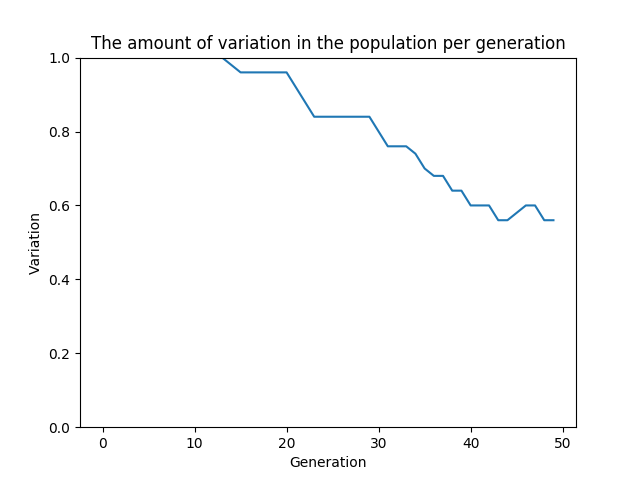 The amount of variation in the population per generation
1.0
0.8
0.6
0.4
0.2
0.0
Variation
0 10 20 30 40 50
Generation